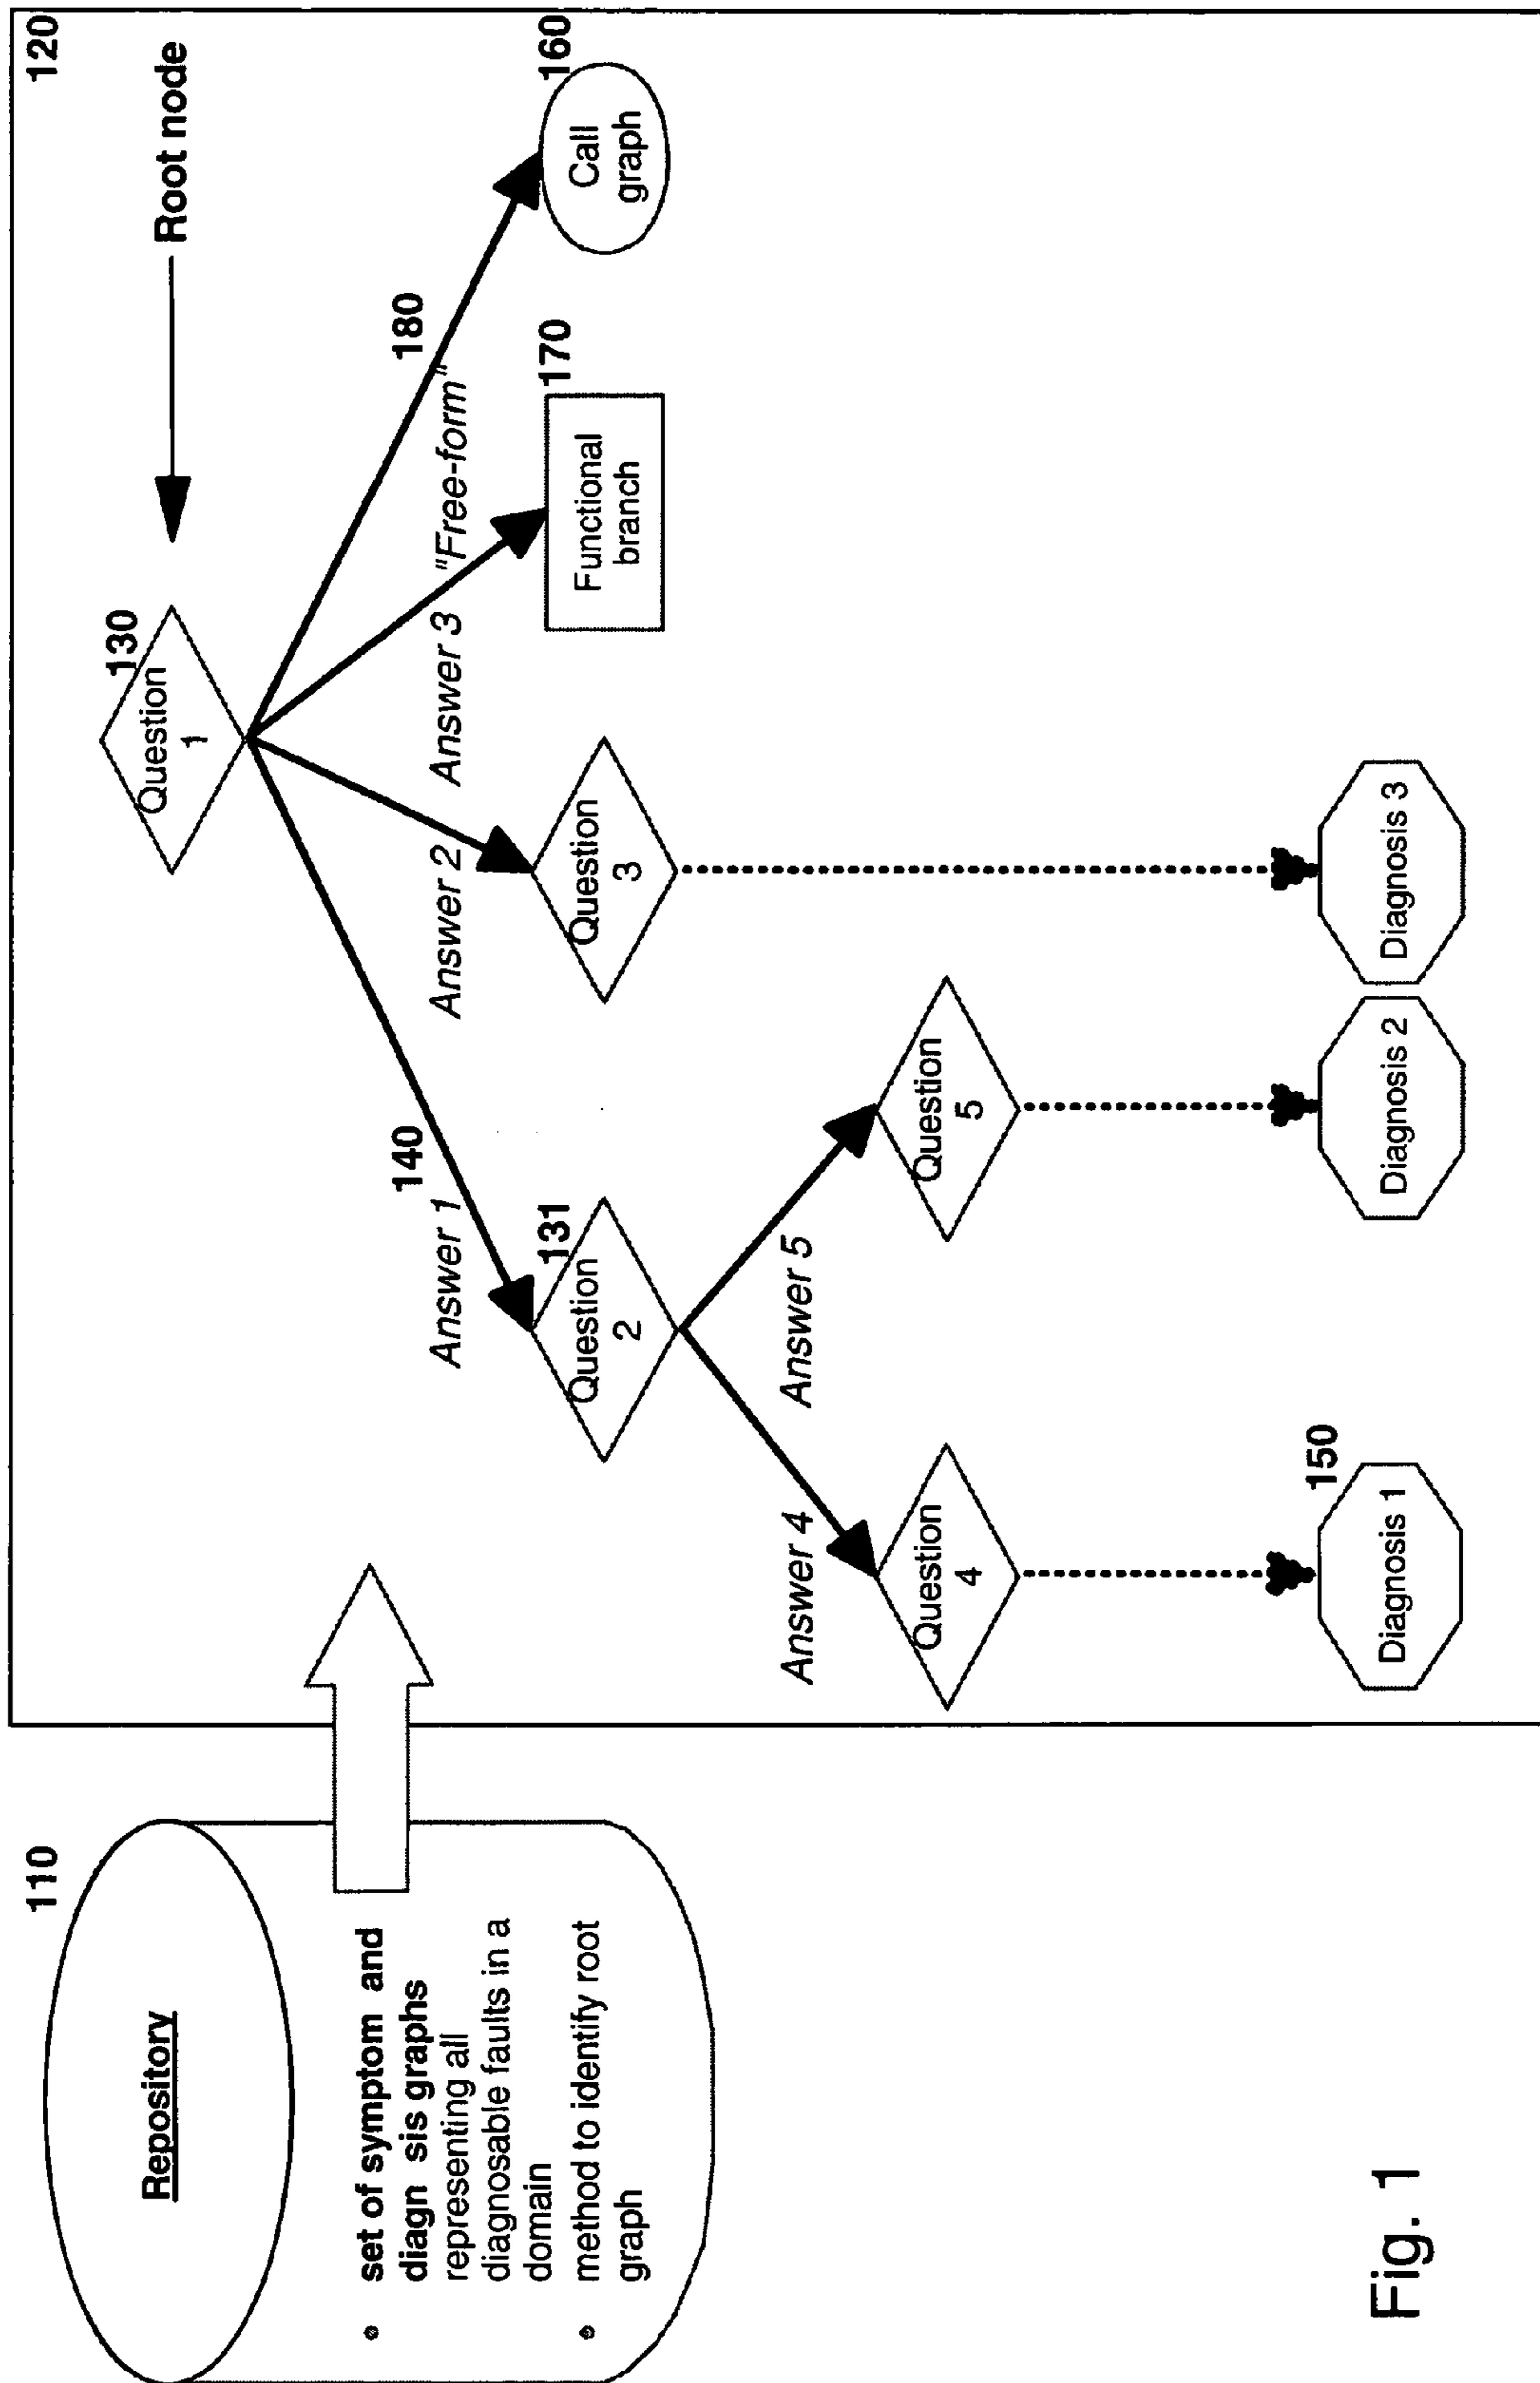 110
Repository
• set of symptom and
diagn sis graphs
representing all
diagnosable faults in a
domain
• method to identify root
graph
120
Root node
130
Question
1
140
180
Answer 1
Answer 2
Answer 3
"Free-form"
131
Question
2
Question
3
170
Functional
branch
160
Call
graph
Answer 4
Answer 5
Question
4
Question
5
150
Diagnosis 1
Diagnosis 2
Diagnosis 3
Fig. 1